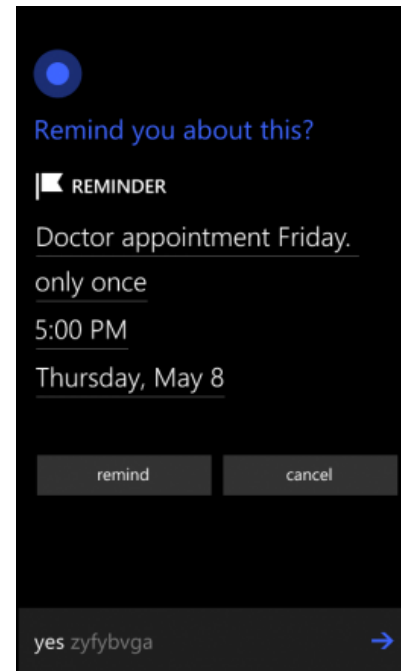 Remind you about this?
REMINDER
Doctor appointment Friday.
only once
5:00 PM
Thursday, May 8
remind cancel
yes zyfybvga